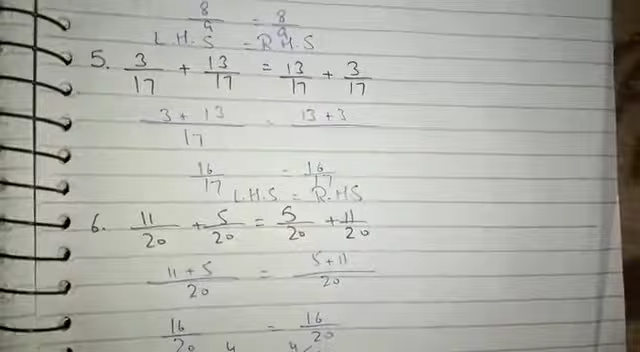 8/9 = 8/9
L.H.S = R.H.S
5. 3/17 + 13/17 = 13/17 + 3/17
3 + 13/17 = 13 + 3/
16/17 = 16/17
L.H.S = R.H.S
6. 11/20 + 5/20 = 5/20 + 11/20
11 + 5/20 = 5 + 11/20
16/20 = 16/20
4 4